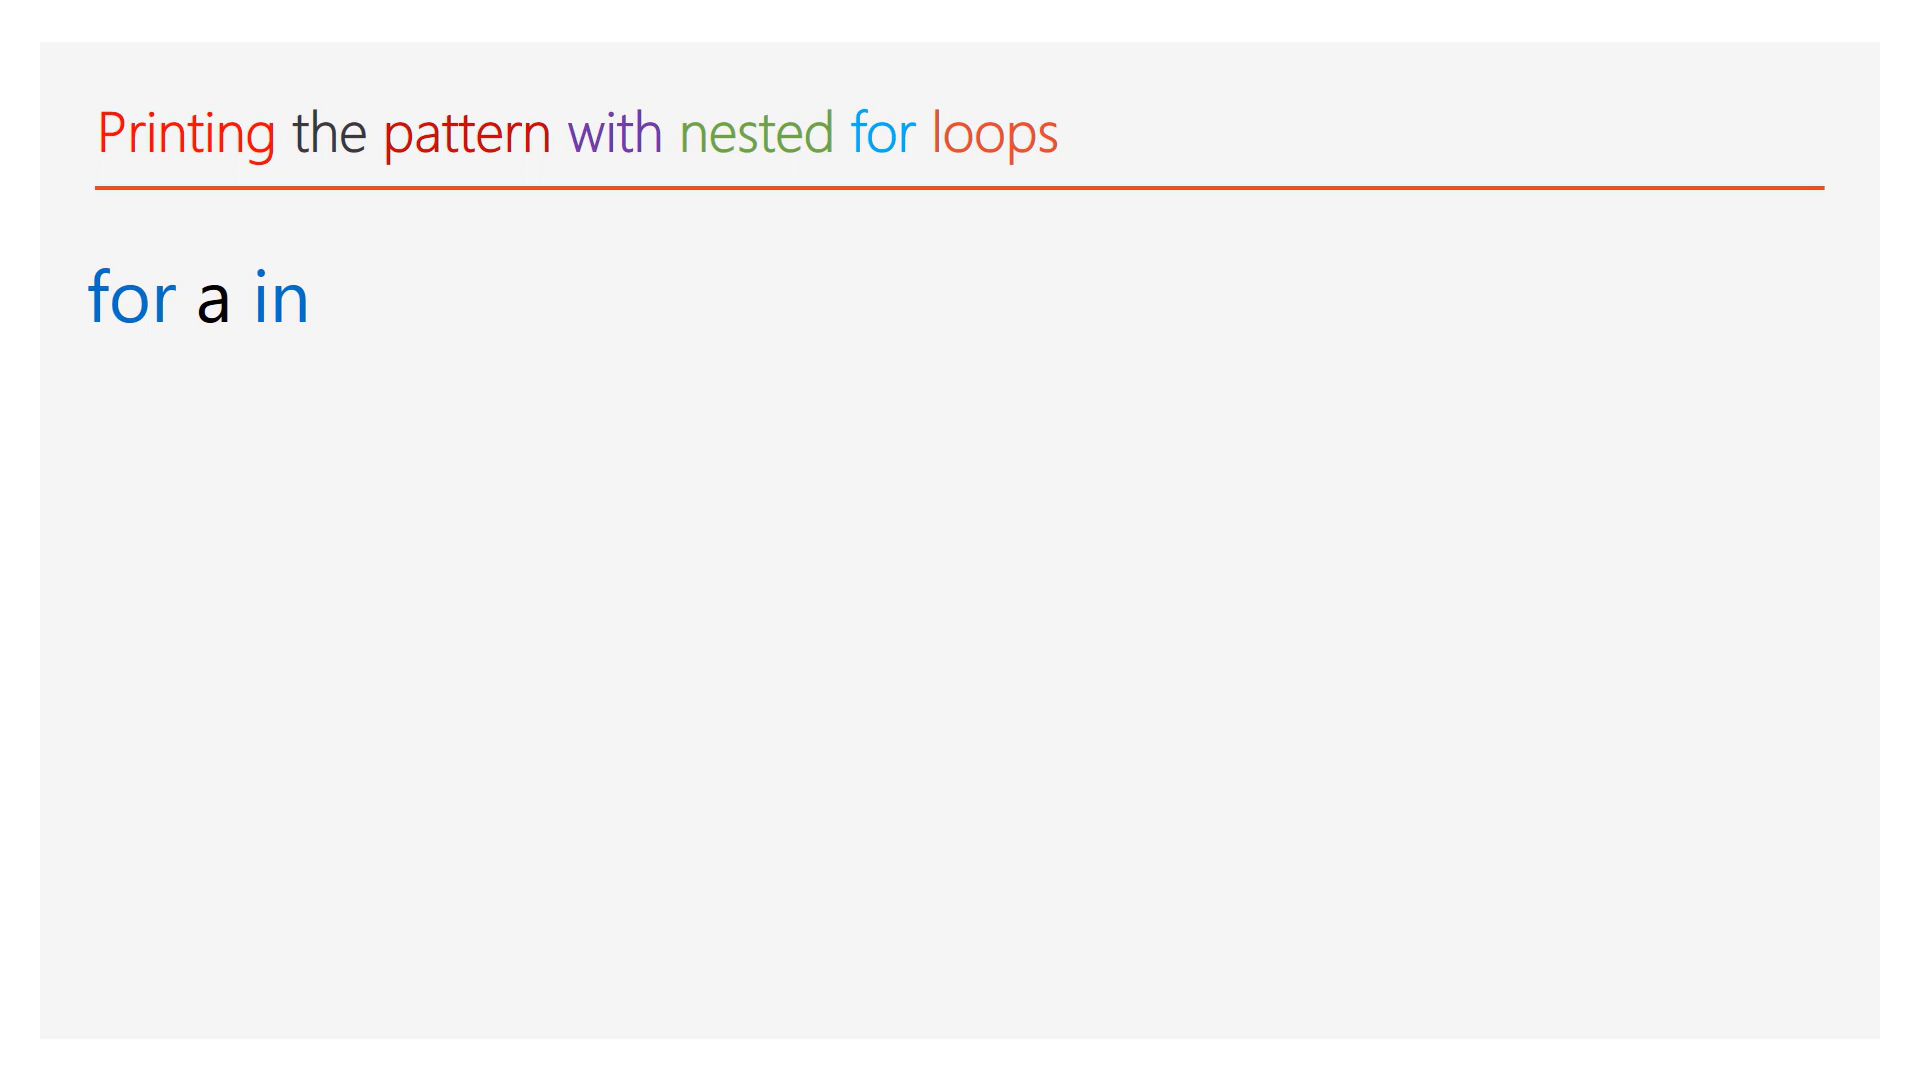 Printing the pattern with nested for loops
for a in